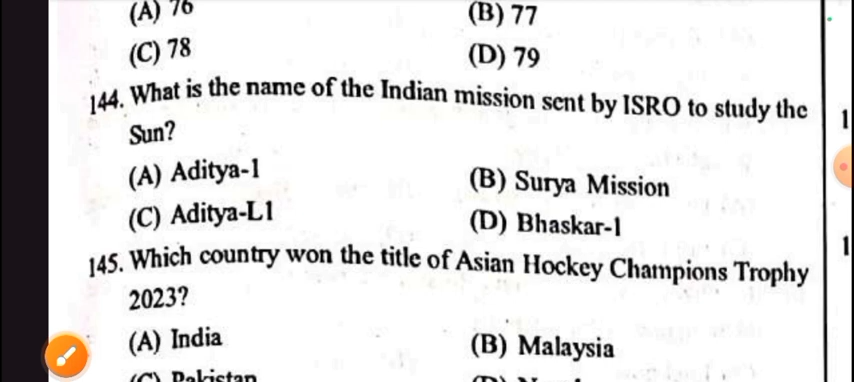 (A) 76
(B) 77
(C) 78
(D) 79
144. What is the name of the Indian mission sent by ISRO to study the
Sun?
(A) Aditya-1
(B) Surya Mission
(C) Aditya-L1
(D) Bhaskar-1
145. Which country won the title of Asian Hockey Champions Trophy
2023?
(A) India
(B) Malaysia
(C) Pakistan
1
1